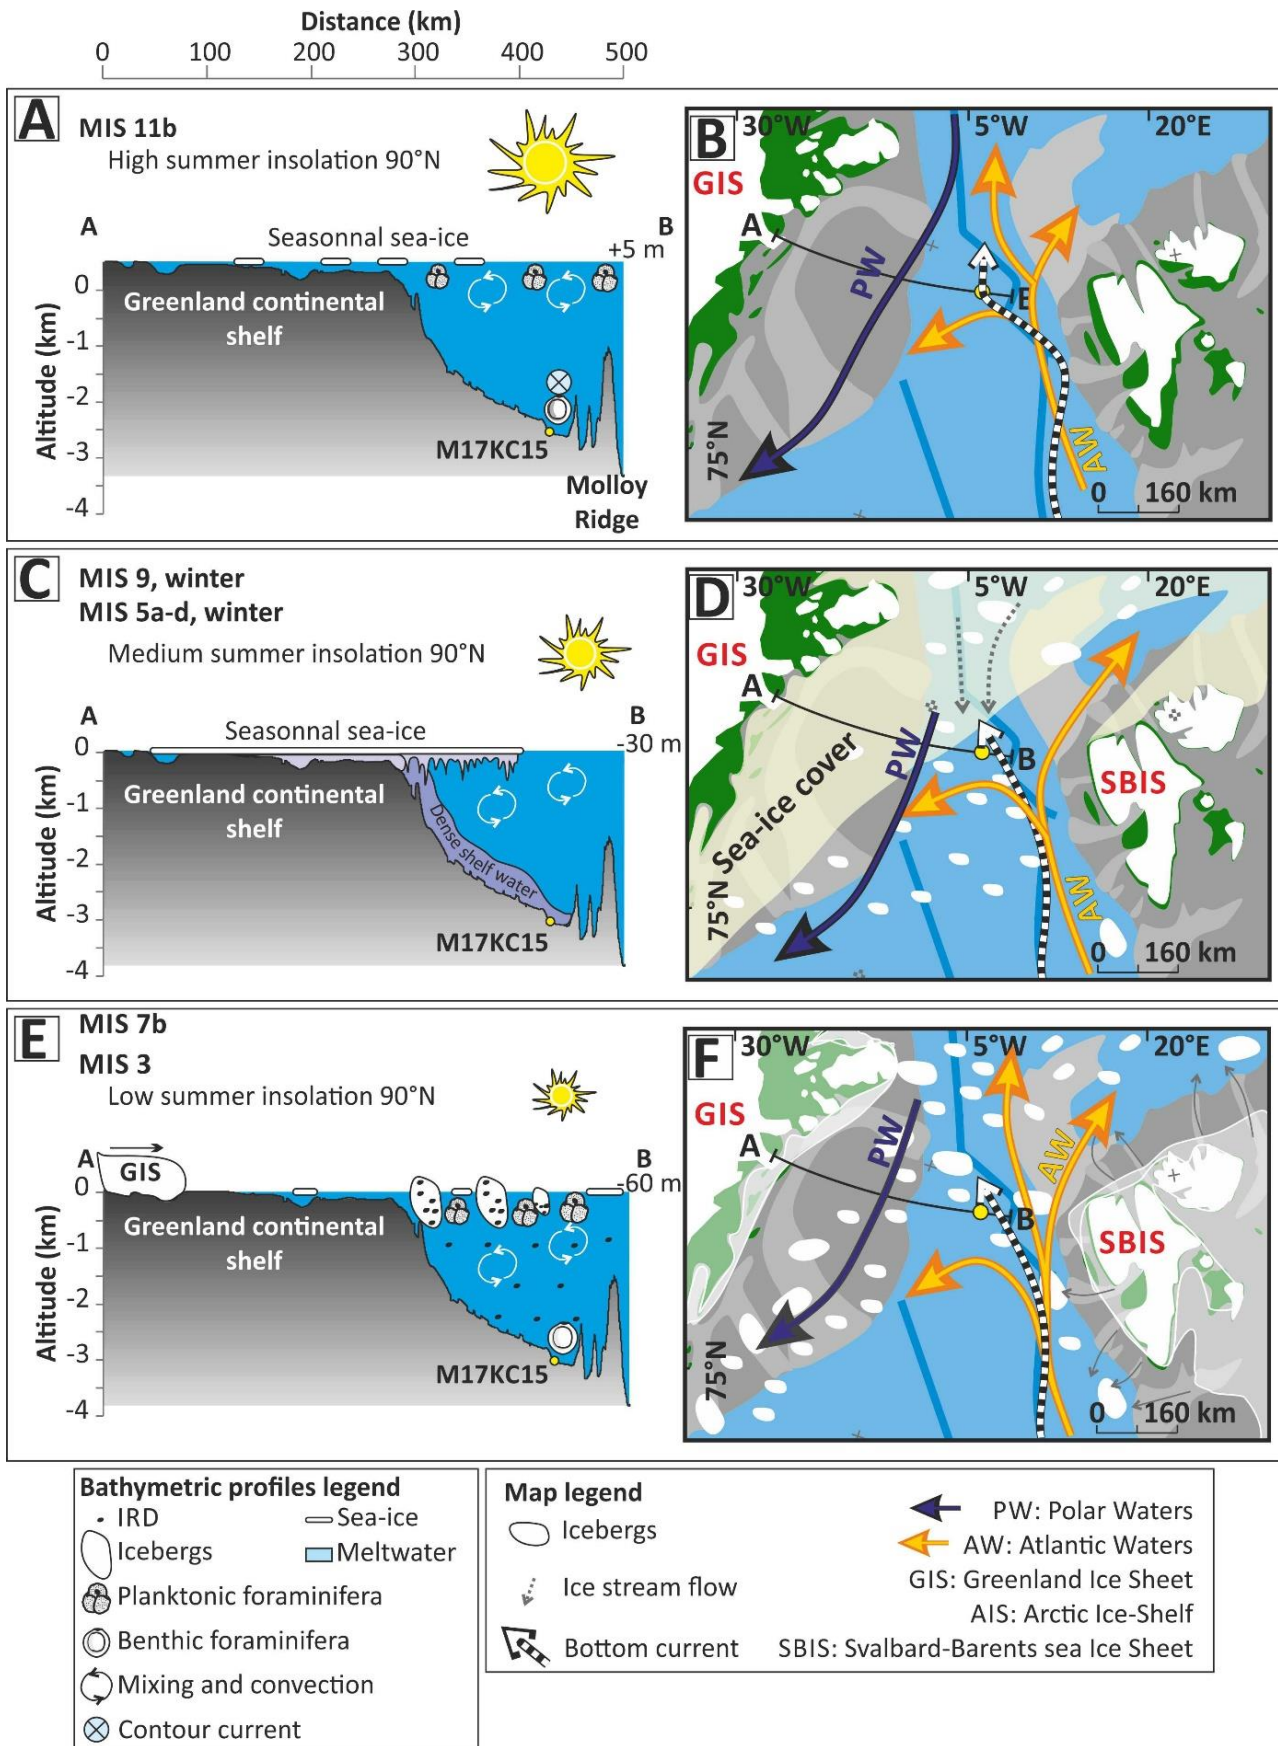 Distance (km)
0 100 200 300 400 500
A
MIS 11b
High summer insolation 90°N
A
B
Seasonnal sea-ice
+5 m
Greenland continental
shelf
Altitude (km)
0
-1
-2
-3
-4
M17KC15
Molloy
Ridge
B
30°W
5°W
20°E
GIS
A
PW
B
75°N
AW
0 160 km
C
MIS 9, winter
MIS 5a-d, winter
Medium summer insolation 90°N
A
B
Seasonnal sea-ice
-30 m
Greenland continental
shelf
Dense shelf water
Altitude (km)
0
-1
-2
-3
-4
M17KC15
D
30°W
5°W
20°E
GIS
A
PW
B
Sea-ice cover
SBIS
75°N
AW
0 160 km
E
MIS 7b
MIS 3
Low summer insolation 90°N
A
GIS
B
-60 m
Greenland continental
shelf
Altitude (km)
0
-1
-2
-3
-4
M17KC15
F
30°W
5°W
20°E
GIS
A
PW
AW
B
SBIS
75°N
0 160 km
Bathymetric profiles legend
IRD
Sea-ice
Icebergs
Meltwater
Planktonic foraminifera
Benthic foraminifera
Mixing and convection
Contour current
Map legend
Icebergs
Ice stream flow
Bottom current
PW: Polar Waters
AW: Atlantic Waters
GIS: Greenland Ice Sheet
AIS: Arctic Ice-Shelf
SBIS: Svalbard-Barents sea Ice Sheet